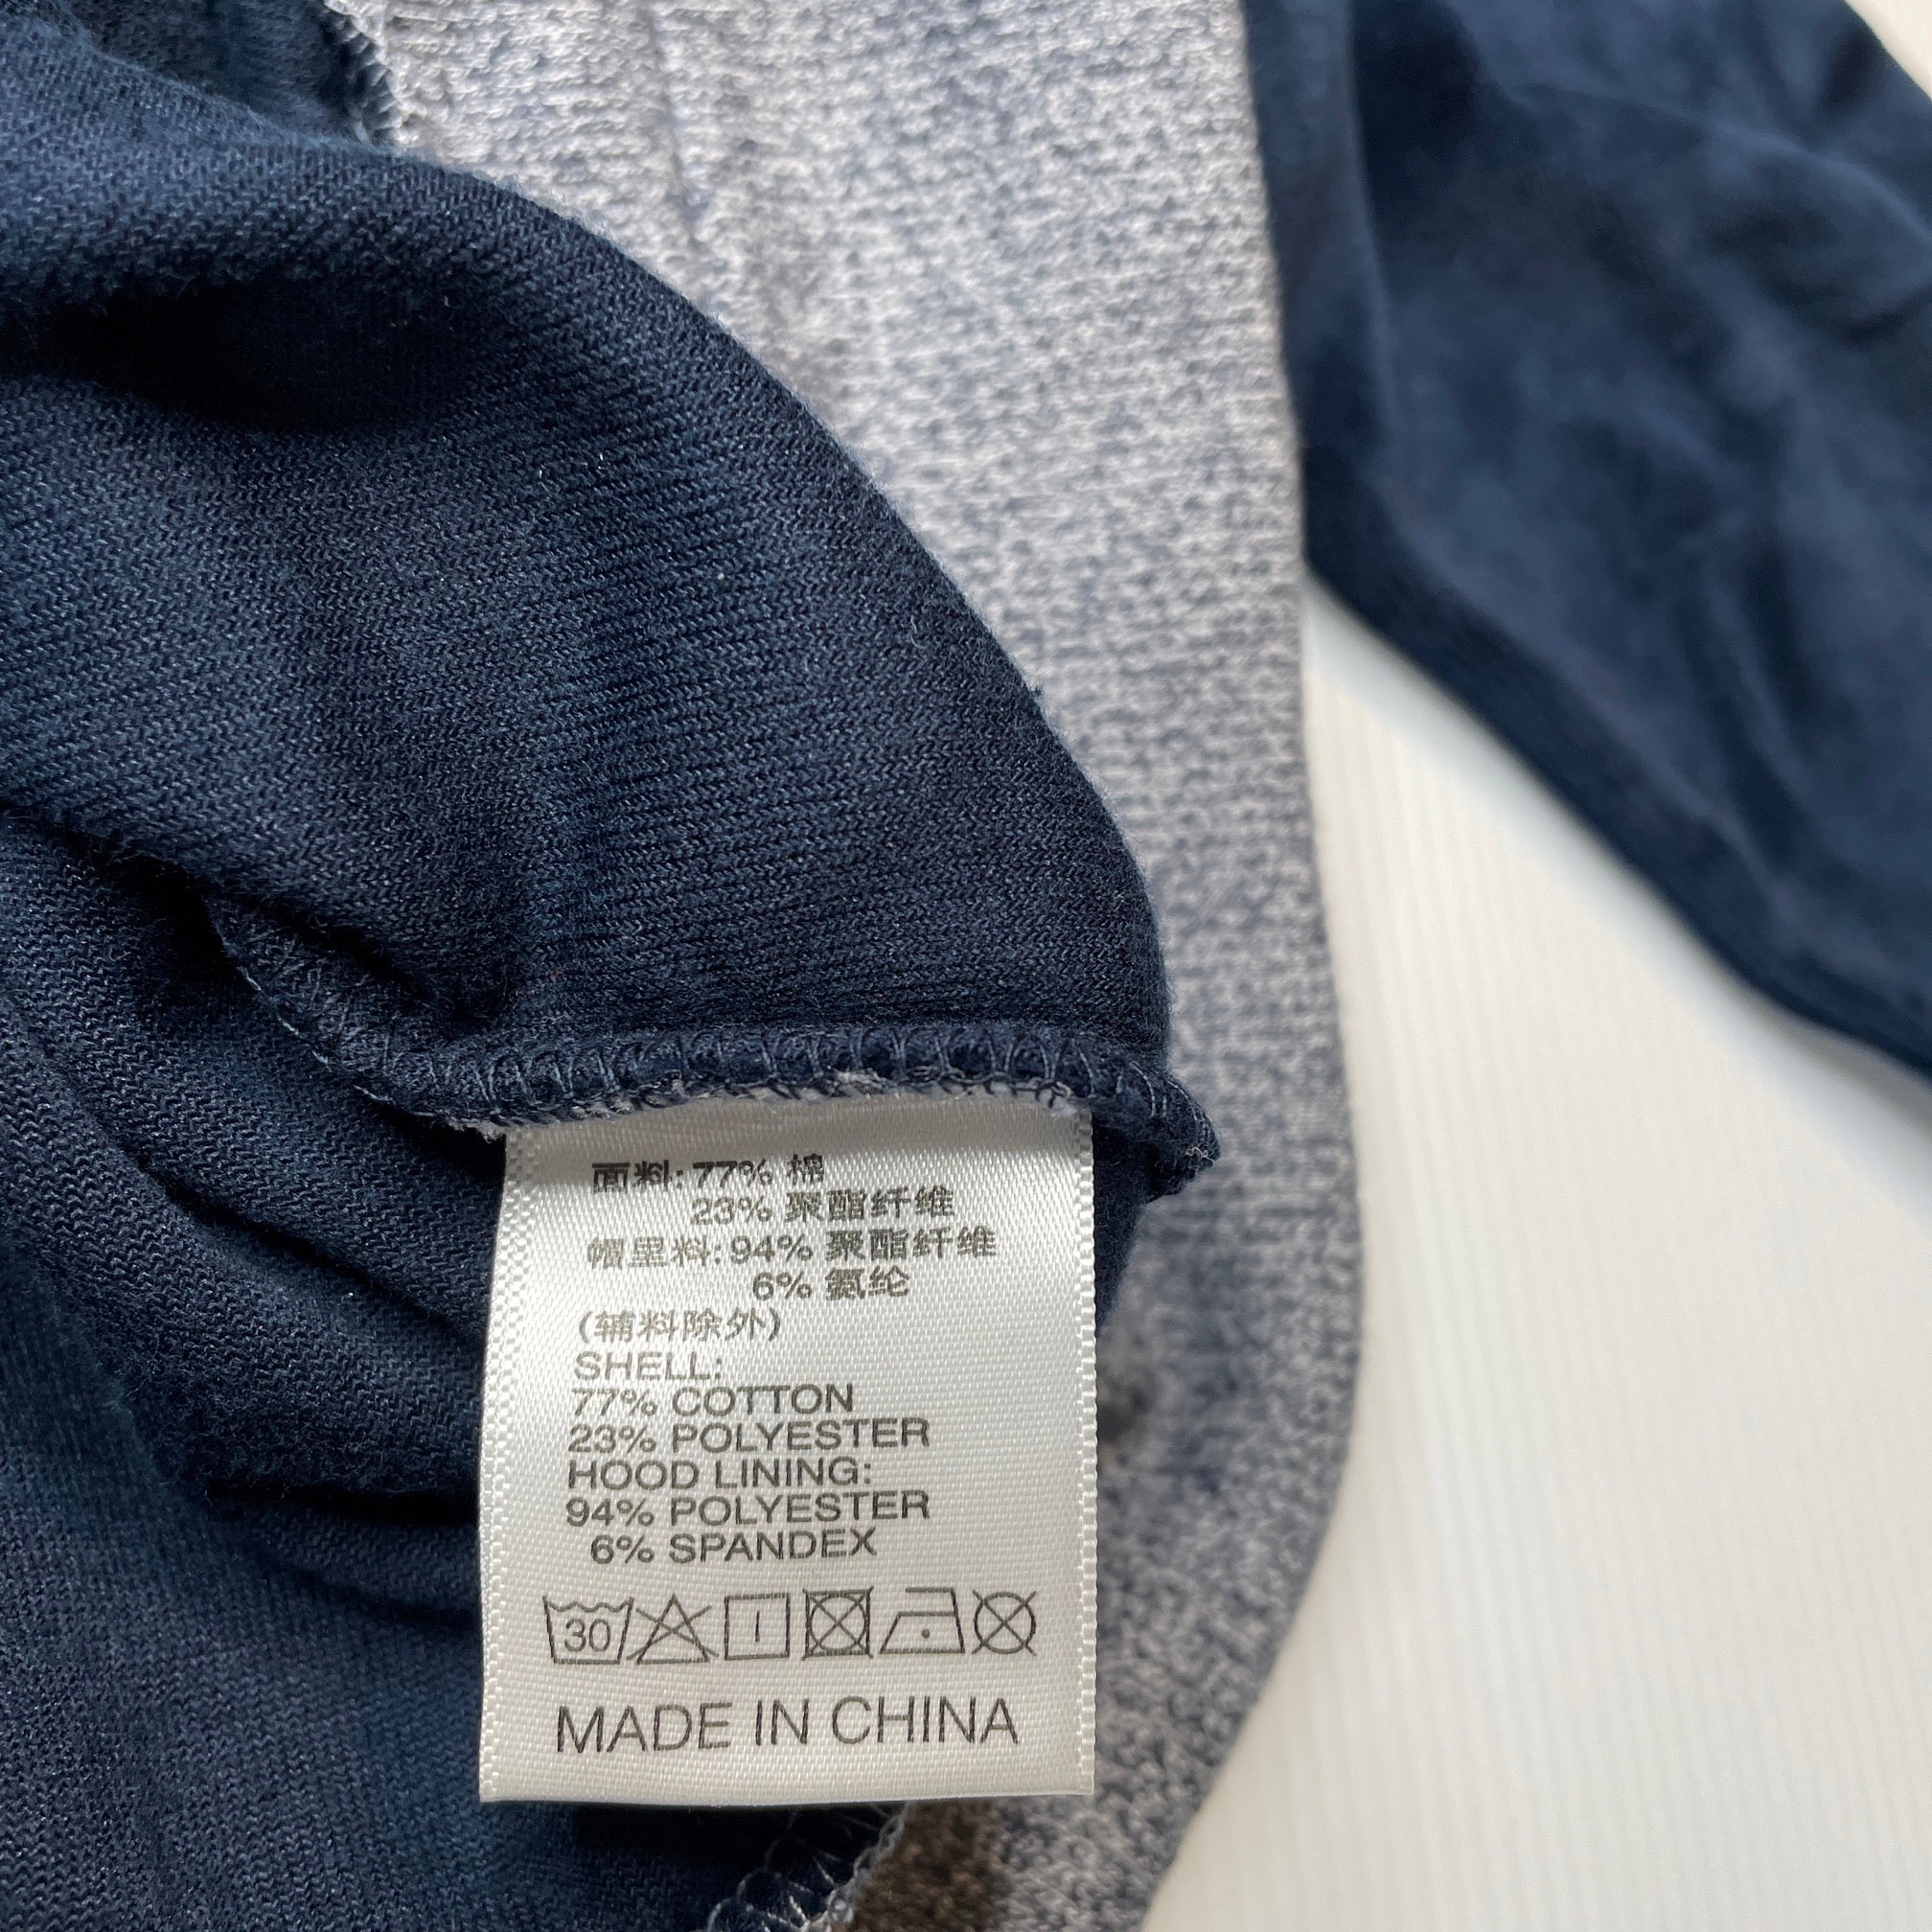 面料:77% 棉
23% 聚酯纤维
帽里料:94% 聚酯纤维
6% 氨纶
(辅料除外)
SHELL:
77% COTTON
23% POLYESTER
HOOD LINING:
94% POLYESTER
6% SPANDEX
30
MADE IN CHINA